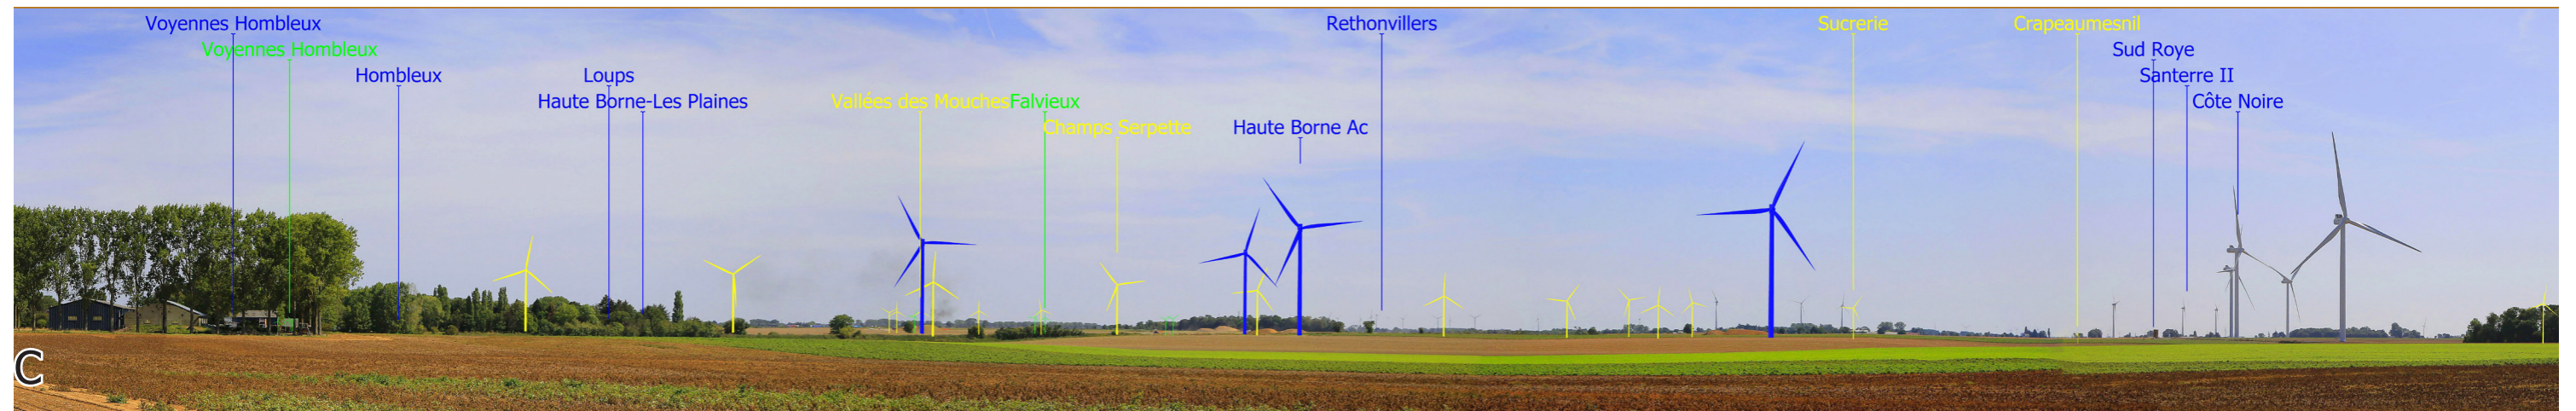 Voyennes Hombleux
Voyennes Hombleux
Hombleux
Loups
Haute Borne-Les Plaines
Vallées des Mouches
Falvieux
Champs Serpette
Haute Borne Ac
Rethonvillers
Sucrerie
Crapeaumesnil
Sud Roye
Santerre II
Côte Noire
C